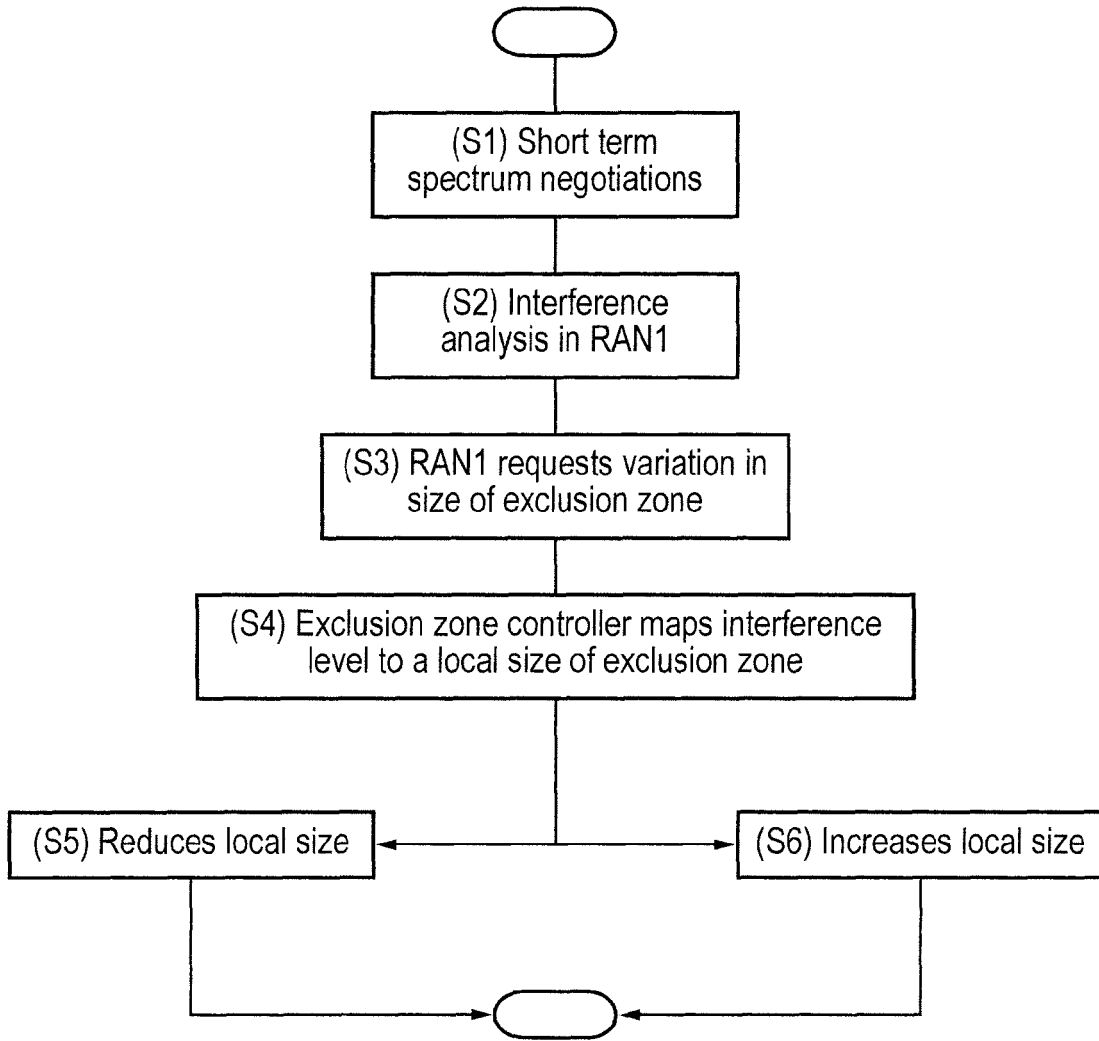 (S1) Short term
spectrum negotiations
(S2) Interference
analysis in RAN1
(S3) RAN1 requests variation in
size of exclusion zone
(S4) Exclusion zone controller maps interference
level to a local size of exclusion zone
(S5) Reduces local size
(S6) Increases local size